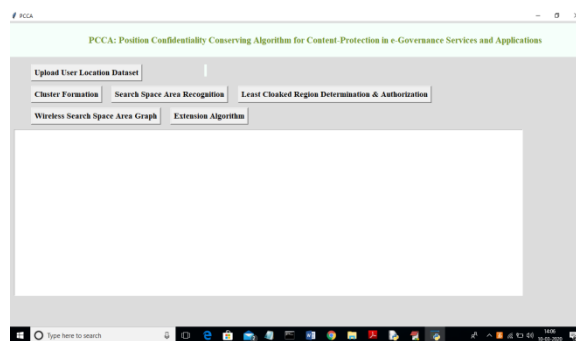 PCCA
PCCA: Position Confidentiality Conserving Algorithm for Content-Protection in e-Governance Services and Applications
Upload User Location Dataset
Cluster Formation Search Space Area Recognition Least Cloaked Region Determination & Authorization
Wireless Search Space Area Graph Extension Algorithm
Type here to search
14:06